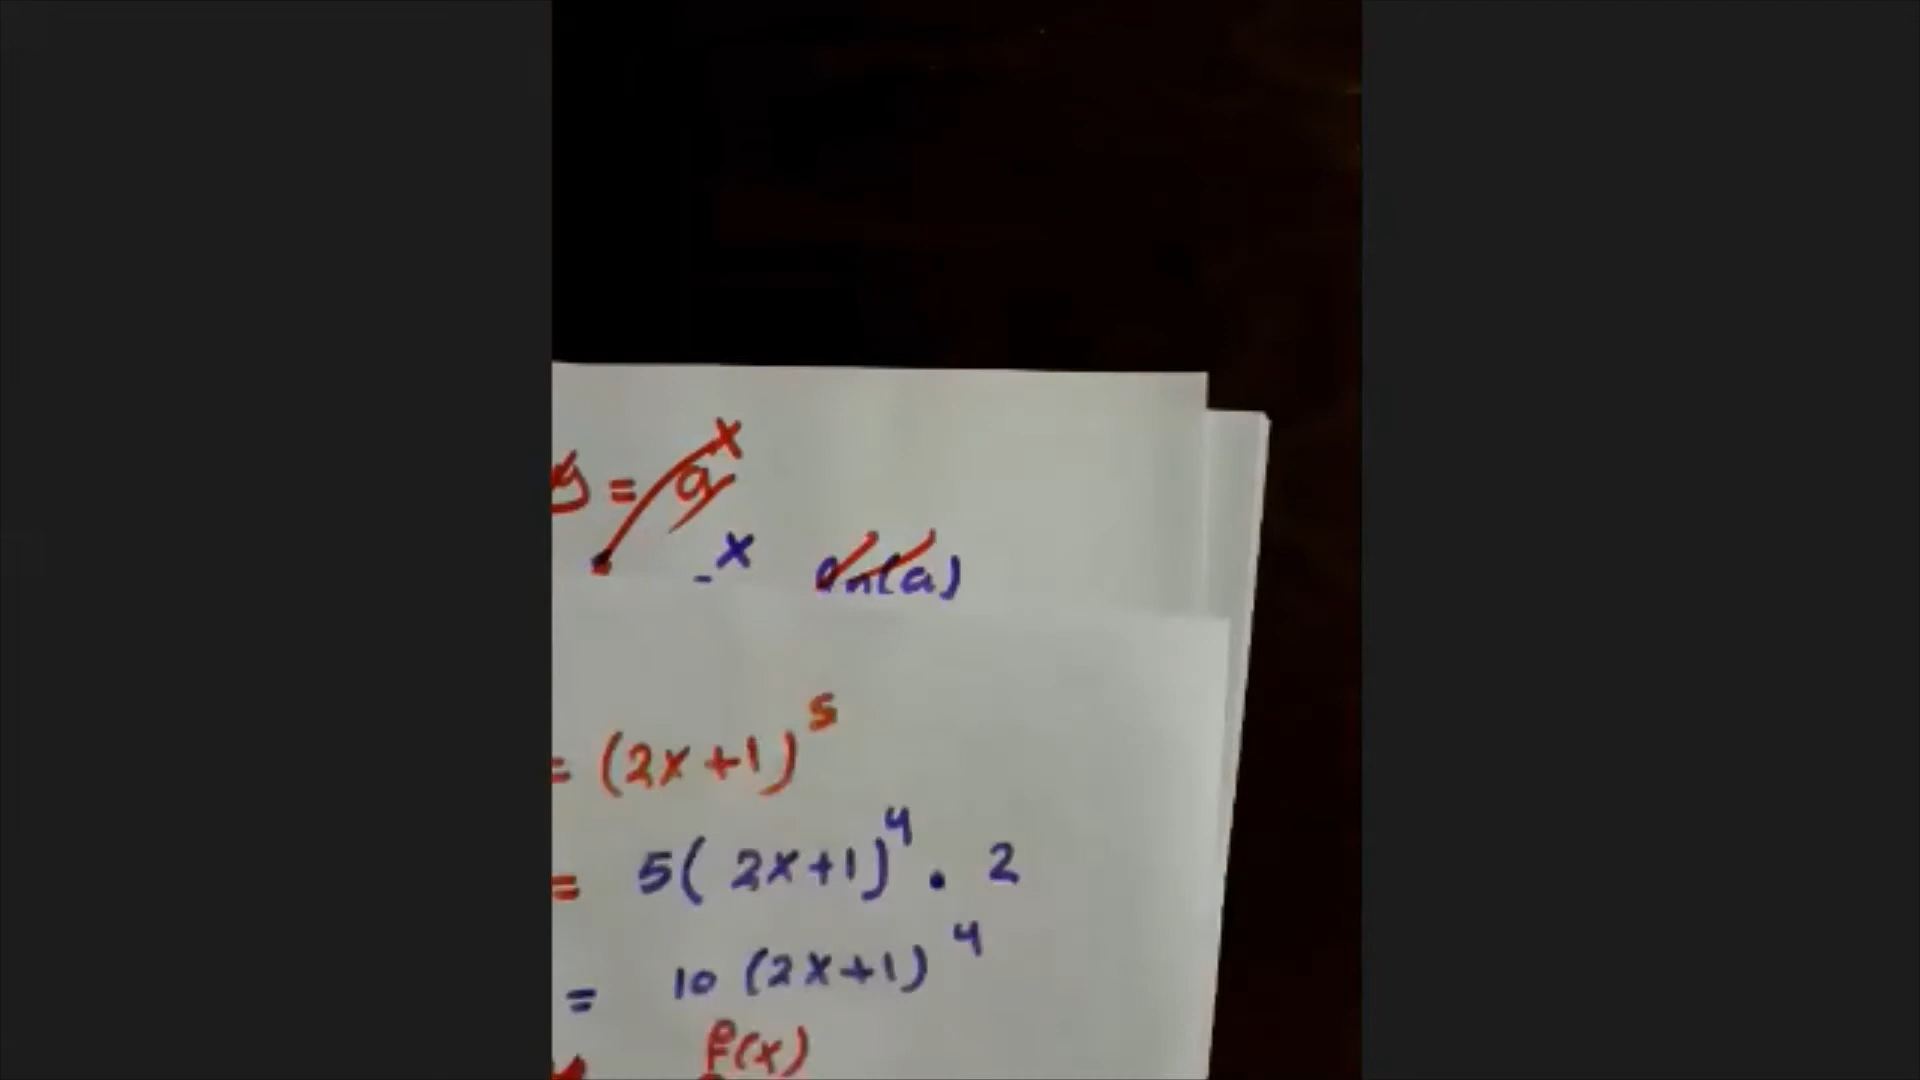 y = a^x
x ln(a)
= (2x+1)^5
= 5(2x+1)^4 . 2
= 10 (2x+1)^4
f(x)